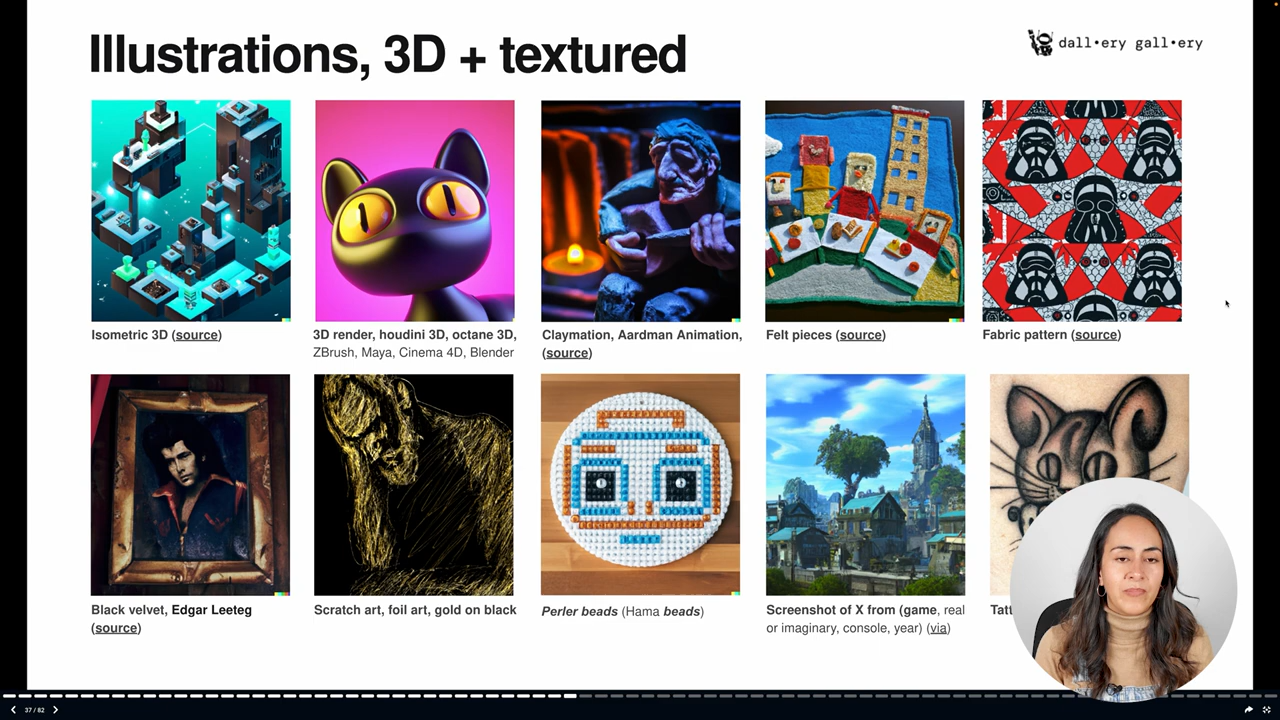 Illustrations, 3D + textured
dall•ery gall•ery
Isometric 3D (source)
3D render, houdini 3D, octane 3D,
ZBrush, Maya, Cinema 4D, Blender
Claymation, Aardman Animation,
(source)
Felt pieces (source)
Fabric pattern (source)
Black velvet, Edgar Leeteg
(source)
Scratch art, foil art, gold on black
Perler beads (Hama beads)
Screenshot of X from (game, real
or imaginary, console, year) (via)
37 / 82